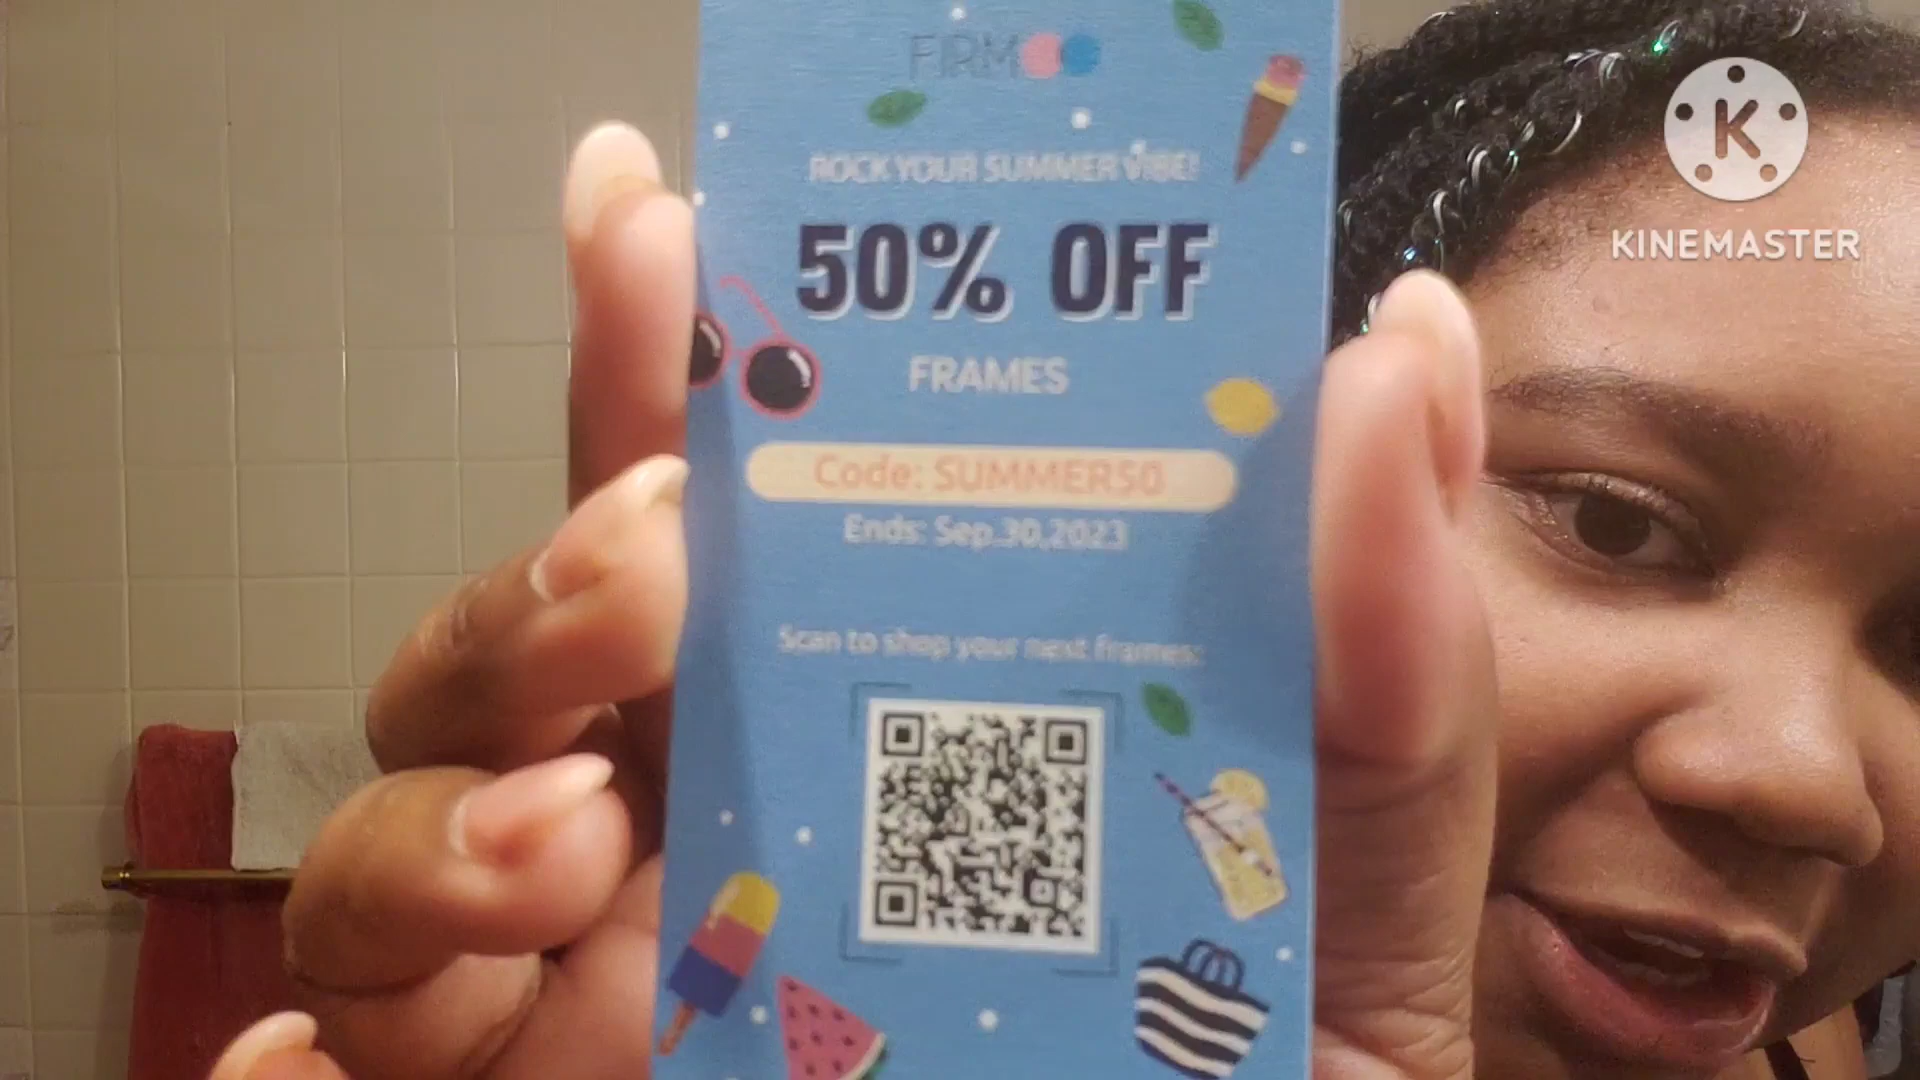 FIRMOO
ROCK YOUR SUMMER VIBE!
50% OFF
FRAMES
Code: SUMMER50
Ends: Sep.30,2023
Scan to shop your next frames:
K
KINEMASTER